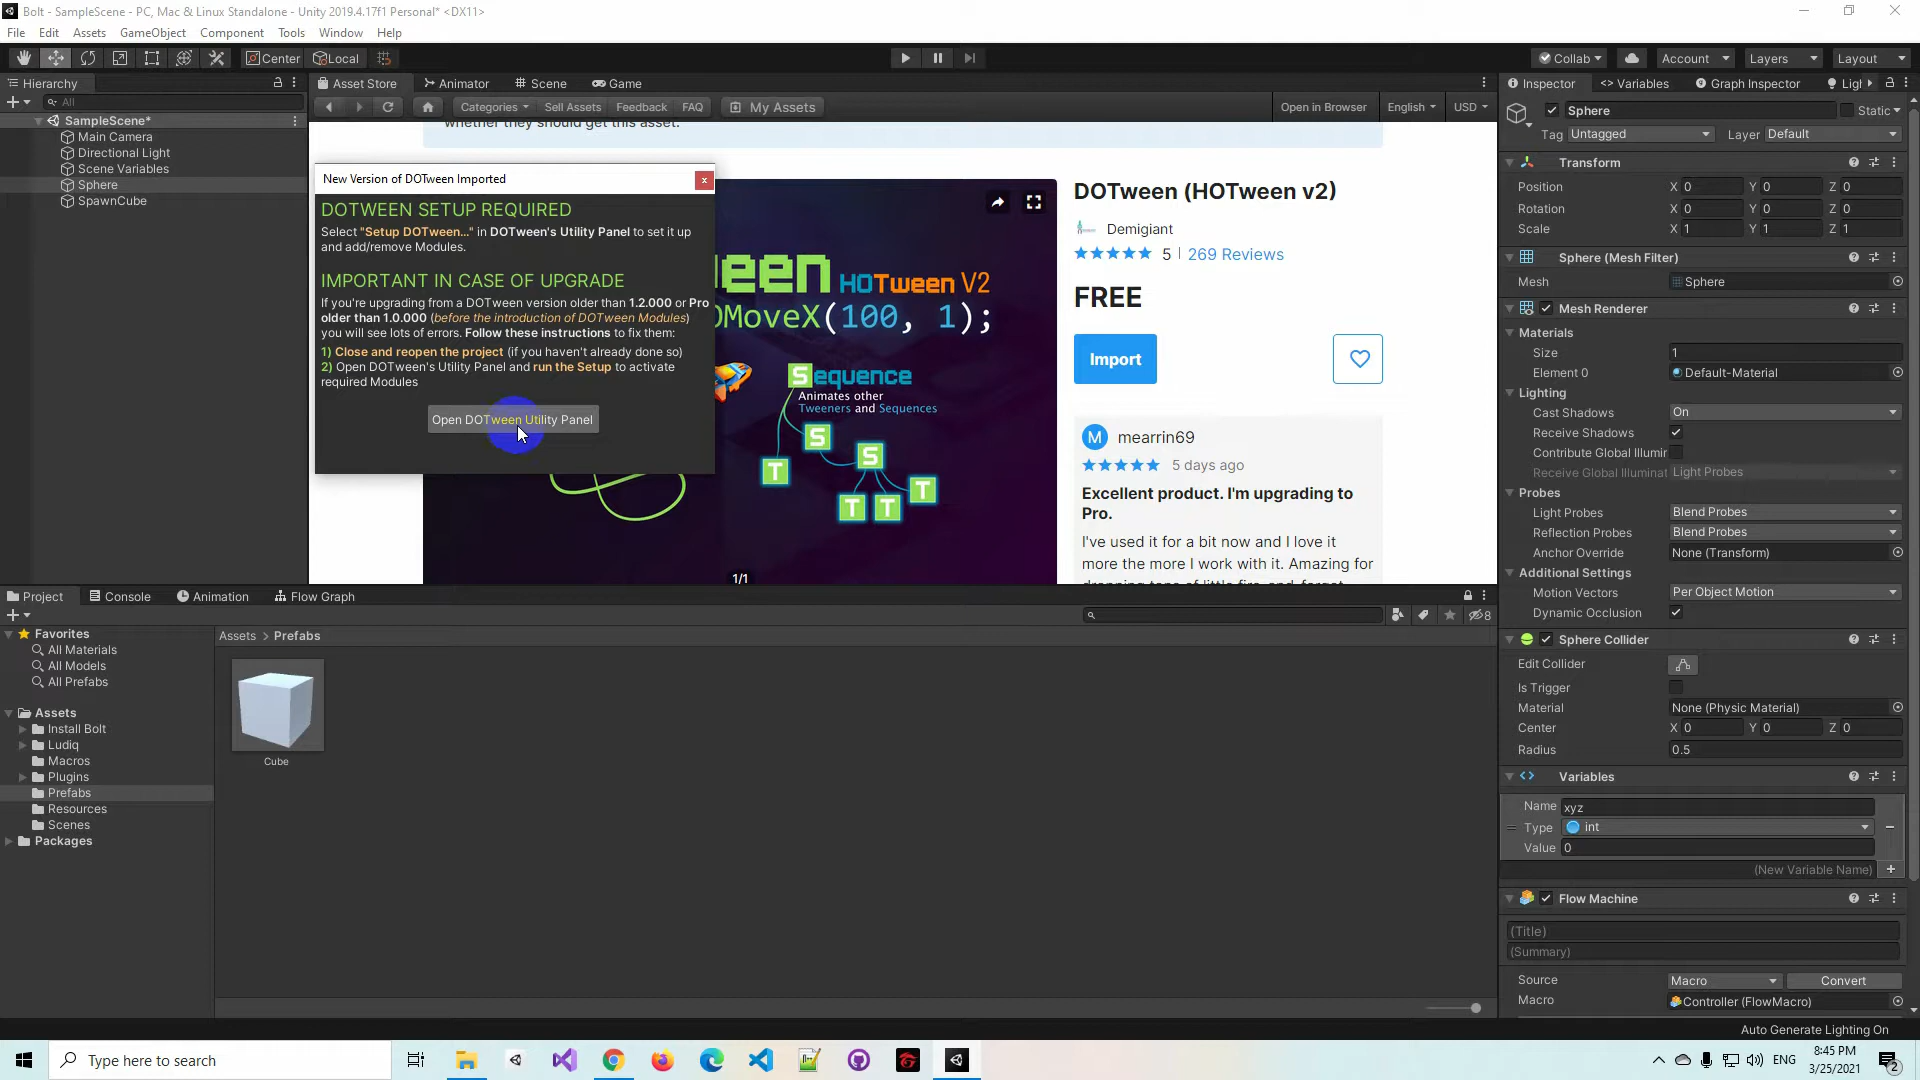 Bolt - SampleScene - PC, Mac & Linux Standalone - Unity 2019.4.17f1 Personal* <DX11>
File Edit Assets GameObject Component Tools Window Help
Center Local
Collab Account Layers Layout
Hierarchy
All
SampleScene*
Main Camera
Directional Light
Scene Variables
Sphere
SpawnCube
Asset Store Animator Scene Game
Categories Sell Assets Feedback FAQ My Assets Open in Browser English USD
whether they should get this asset.
New Version of DOTween Imported
x
DOTWEEN SETUP REQUIRED
Select "Setup DOTween..." in DOTween's Utility Panel to set it up
and add/remove Modules.
IMPORTANT IN CASE OF UPGRADE
If you're upgrading from a DOTween version older than 1.2.000 or Pro
older than 1.0.000 (before the introduction of DOTween Modules)
you will see lots of errors. Follow these instructions to fix them:
1) Close and reopen the project (if you haven't already done so)
2) Open DOTween's Utility Panel and run the Setup to activate
required Modules
Open DOTween Utility Panel
een HOTween V2
OMoveX(100, 1);
Sequence
Animates other
Tweeners and Sequences
S
T S
T T T
1/1
DOTween (HOTween v2)
Demigiant
5 | 269 Reviews
FREE
Import
M mearrin69
5 days ago
Excellent product. I'm upgrading to
Pro.
I've used it for a bit now and I love it
more the more I work with it. Amazing for
Project Console Animation Flow Graph
8
Favorites
All Materials
All Models
All Prefabs
Assets
Install Bolt
Ludiq
Macros
Plugins
Prefabs
Resources
Scenes
Packages
Assets > Prefabs
Cube
Inspector Variables Graph Inspector Ligh
Sphere Static
Tag Untagged Layer Default
Transform
Position X 0 Y 0 Z 0
Rotation X 0 Y 0 Z 0
Scale X 1 Y 1 Z 1
Sphere (Mesh Filter)
Mesh Sphere
Mesh Renderer
Materials
Size 1
Element 0 Default-Material
Lighting
Cast Shadows On
Receive Shadows
Contribute Global Illumir
Receive Global Illuminat Light Probes
Probes
Light Probes Blend Probes
Reflection Probes Blend Probes
Anchor Override None (Transform)
Additional Settings
Motion Vectors Per Object Motion
Dynamic Occlusion
Sphere Collider
Edit Collider
Is Trigger
Material None (Physic Material)
Center X 0 Y 0 Z 0
Radius 0.5
Variables
Name xyz
Type int
Value 0
(New Variable Name)
Flow Machine
(Title)
(Summary)
Source Macro Convert
Macro Controller (FlowMacro)
Auto Generate Lighting On
Type here to search
ENG
8:45 PM
3/25/2021
2